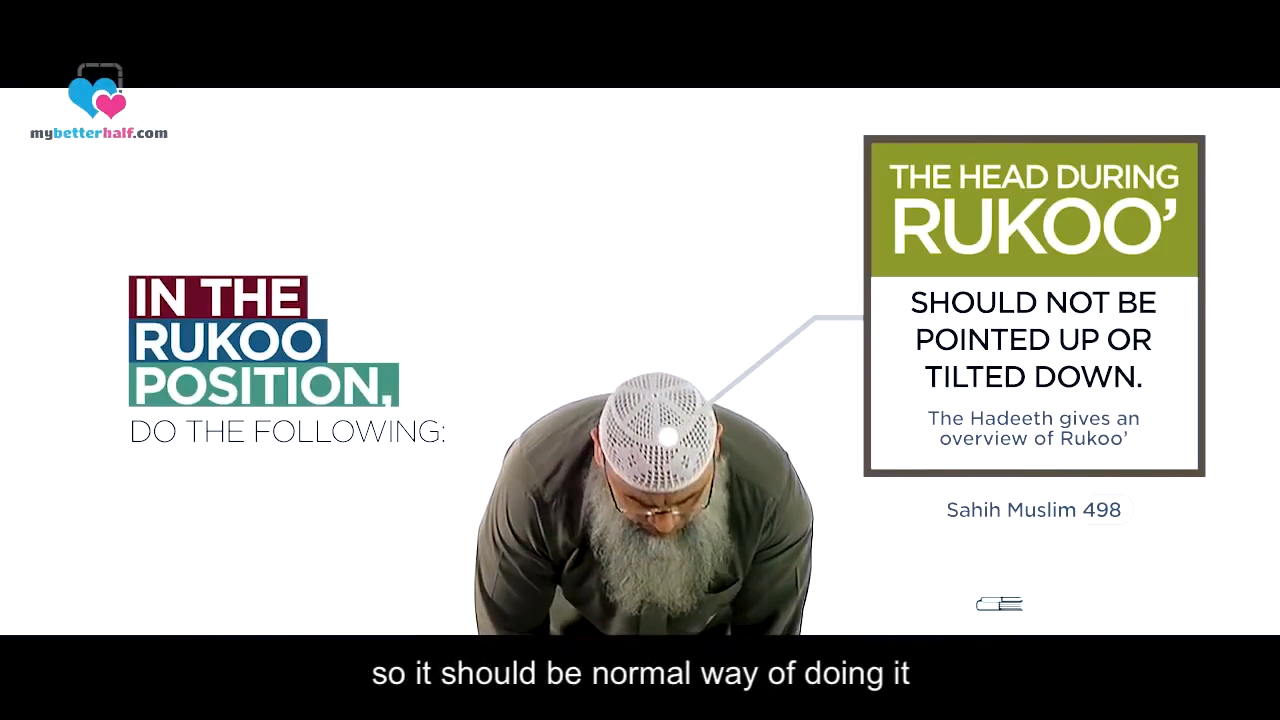 mybetterhalf.com
IN THE
RUKOO
POSITION,
DO THE FOLLOWING:
THE HEAD DURING
RUKOO’
SHOULD NOT BE
POINTED UP OR
TILTED DOWN.
The Hadeeth gives an
overview of Rukoo’
Sahih Muslim 498
so it should be normal way of doing it